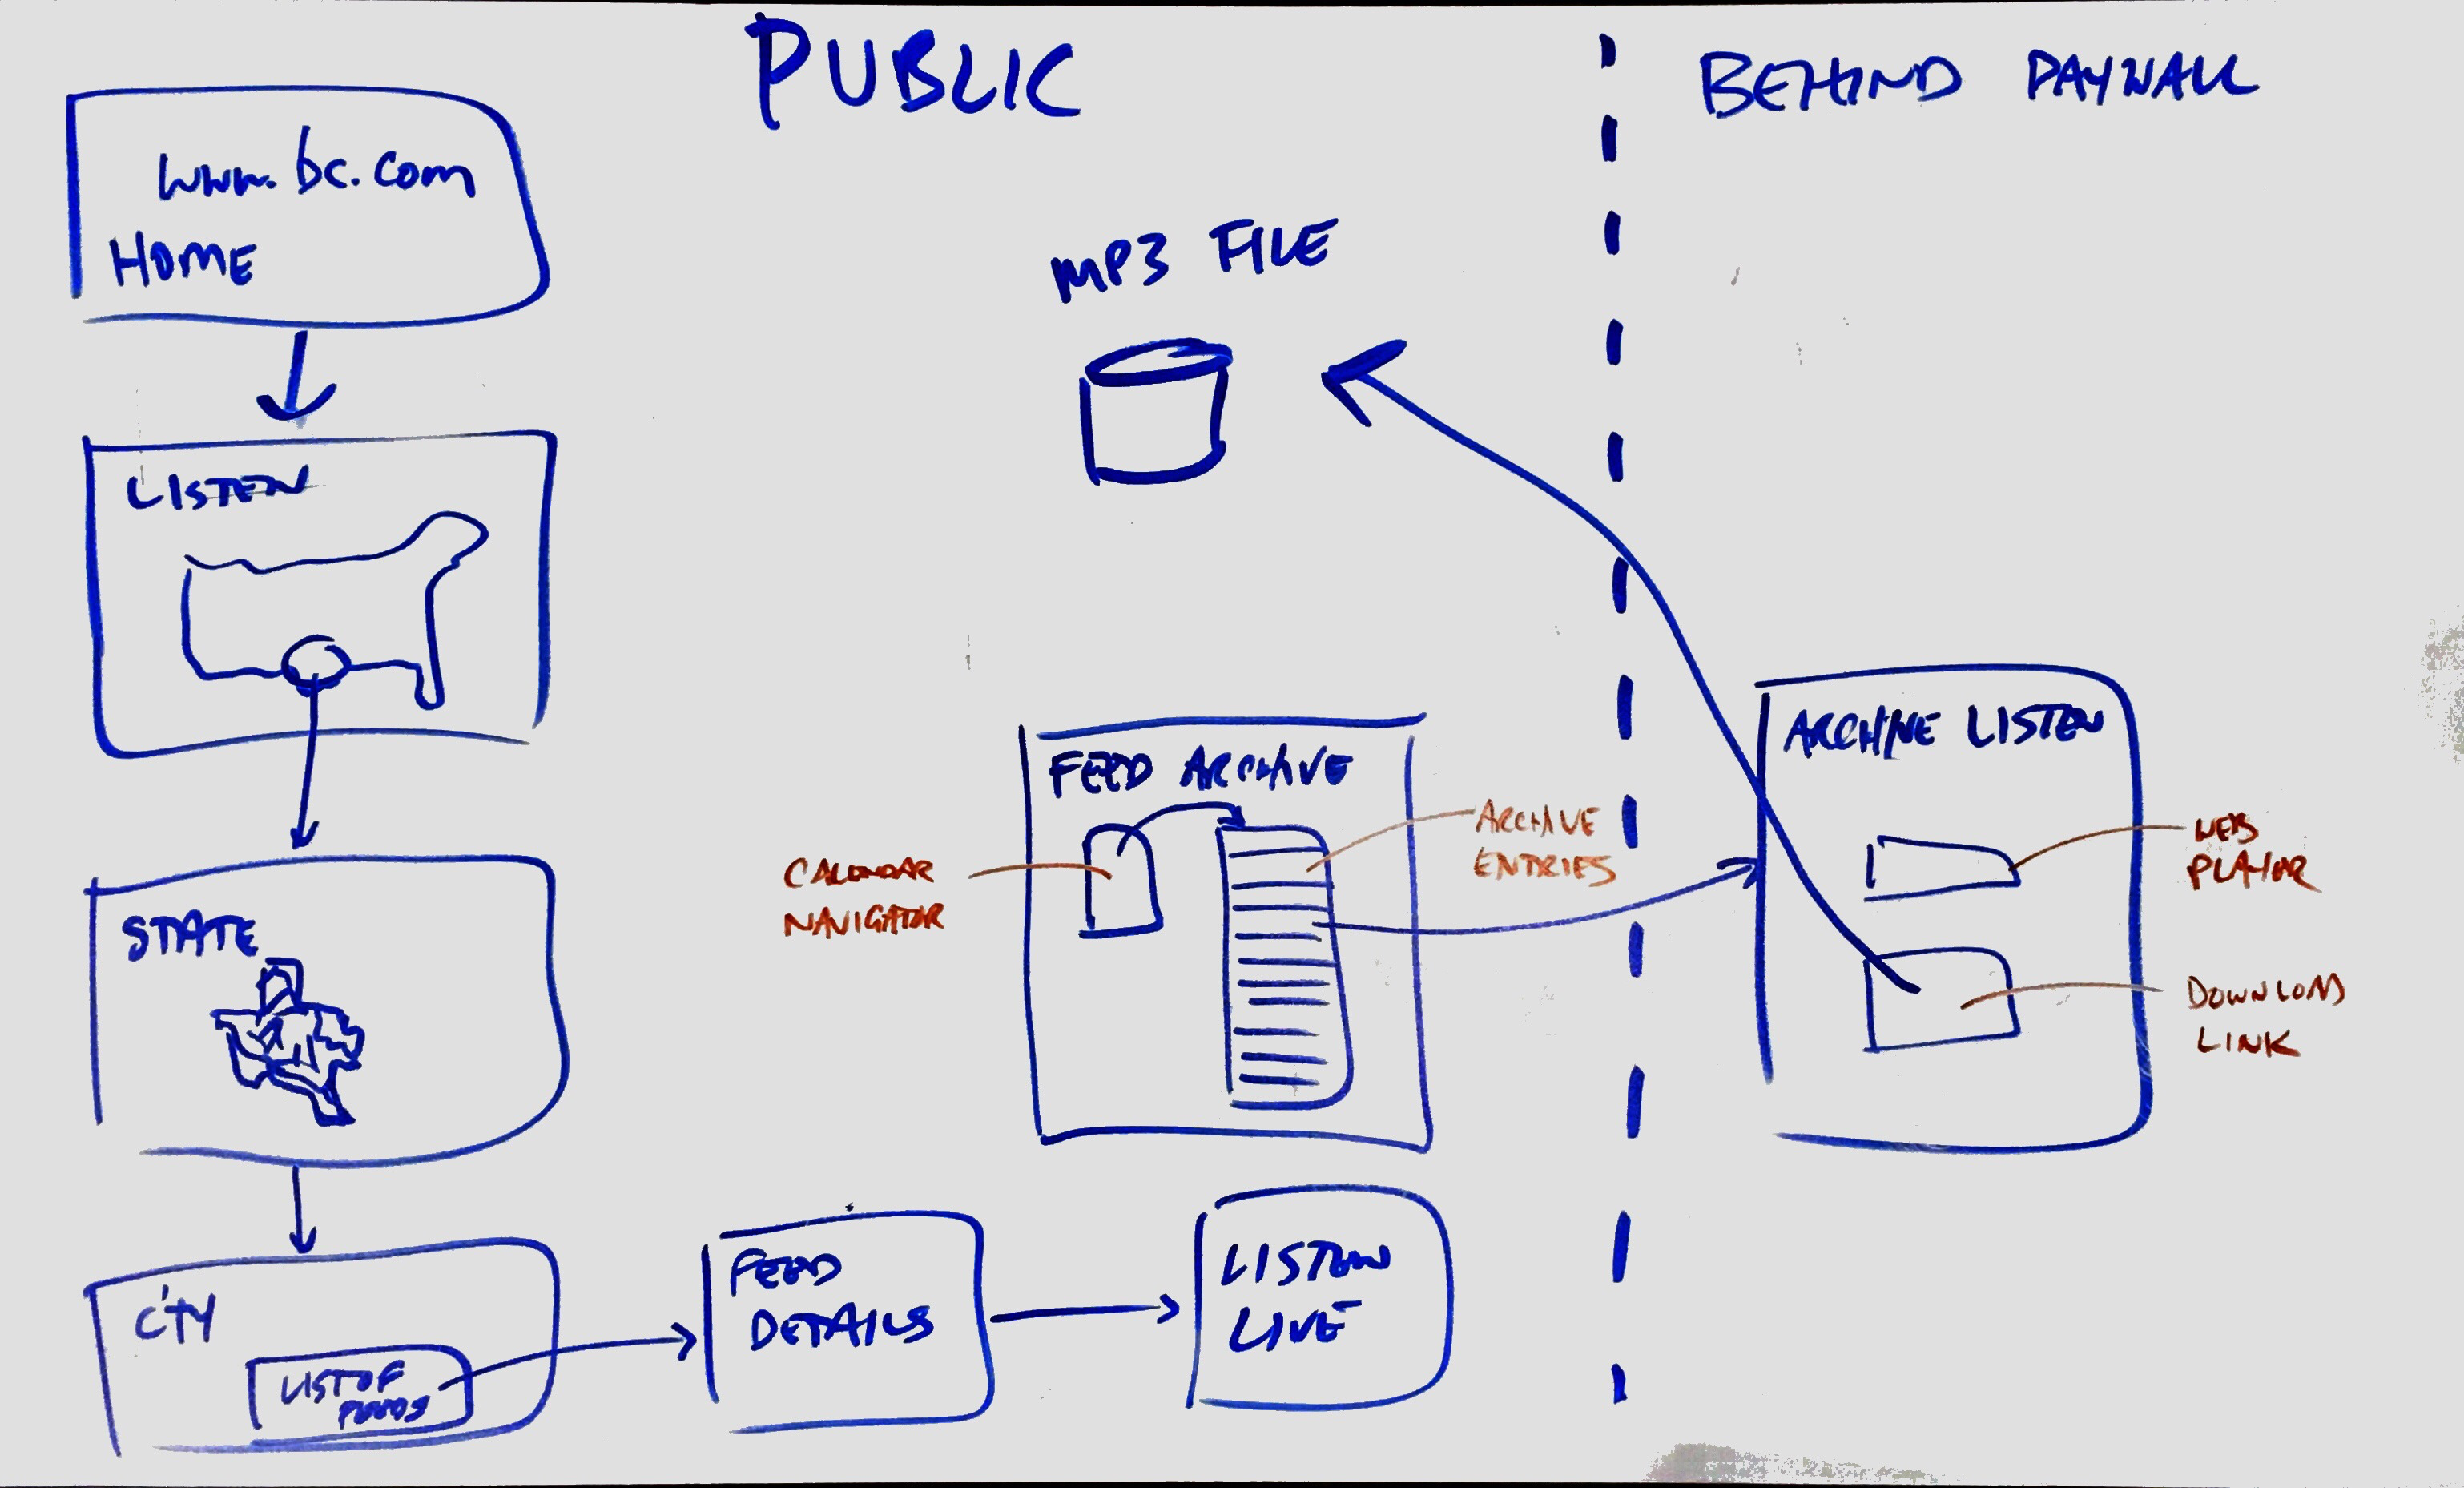 PUBLIC
BEHIND PAYWALL
www.bc.com
HOME
MP3 FILE
LISTEN
STATE
CITY
LIST OF
FEEDS
FEED
DETAILS
LISTEN
LIVE
FEED ARCHIVE
CALENDAR
NAVIGATOR
ARCHIVE
ENTRIES
ARCHIVE LISTEN
WEB
PLAYER
DOWNLOAD
LINK